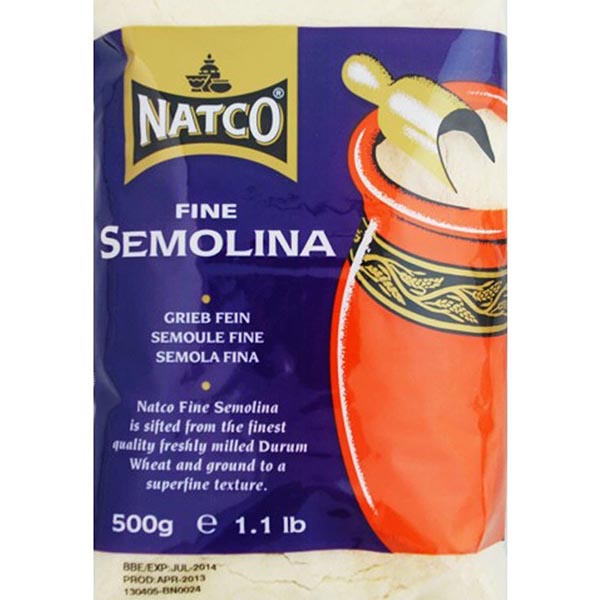 NATCO®
FINE
SEMOLINA
GRIEB FEIN
SEMOULE FINE
SEMOLA FINA
Natco Fine Semolina
is sifted from the finest
quality freshly milled Durum
Wheat and ground to a
superfine texture.
500g e 1.1 lb
BBE/EXP:JUL-2014
PROD:APR-2013
130405-BN0024